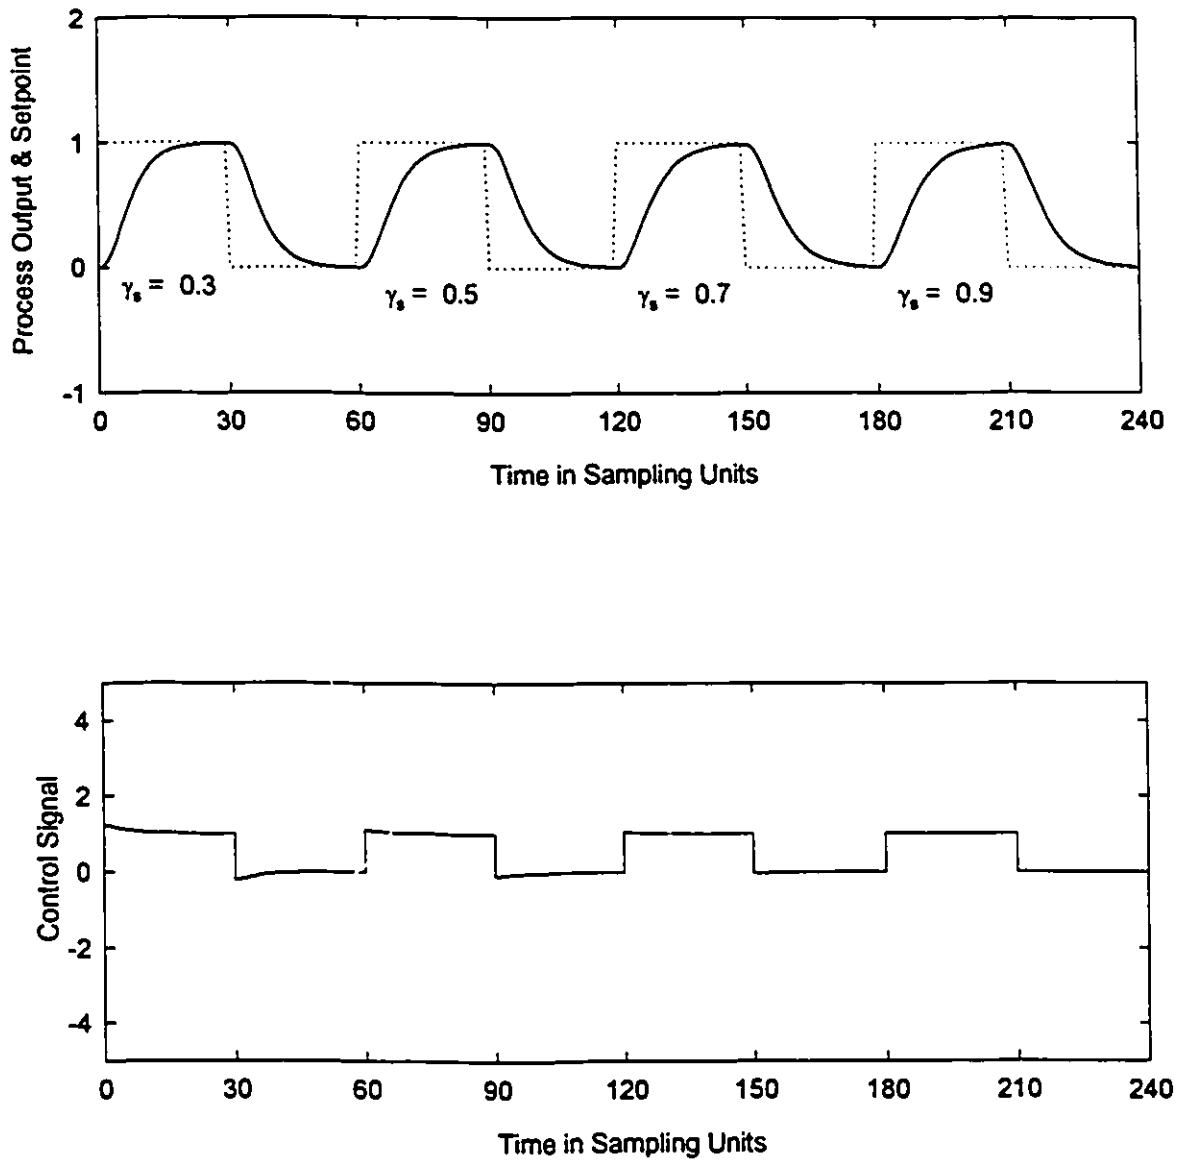 Process Output & Setpoint
2
1
0
-1
γs = 0.3
γs = 0.5
γs = 0.7
γs = 0.9
0 30 60 90 120 150 180 210 240
Time in Sampling Units
Control Signal
4
2
0
-2
-4
0 30 60 90 120 150 180 210 240
Time in Sampling Units